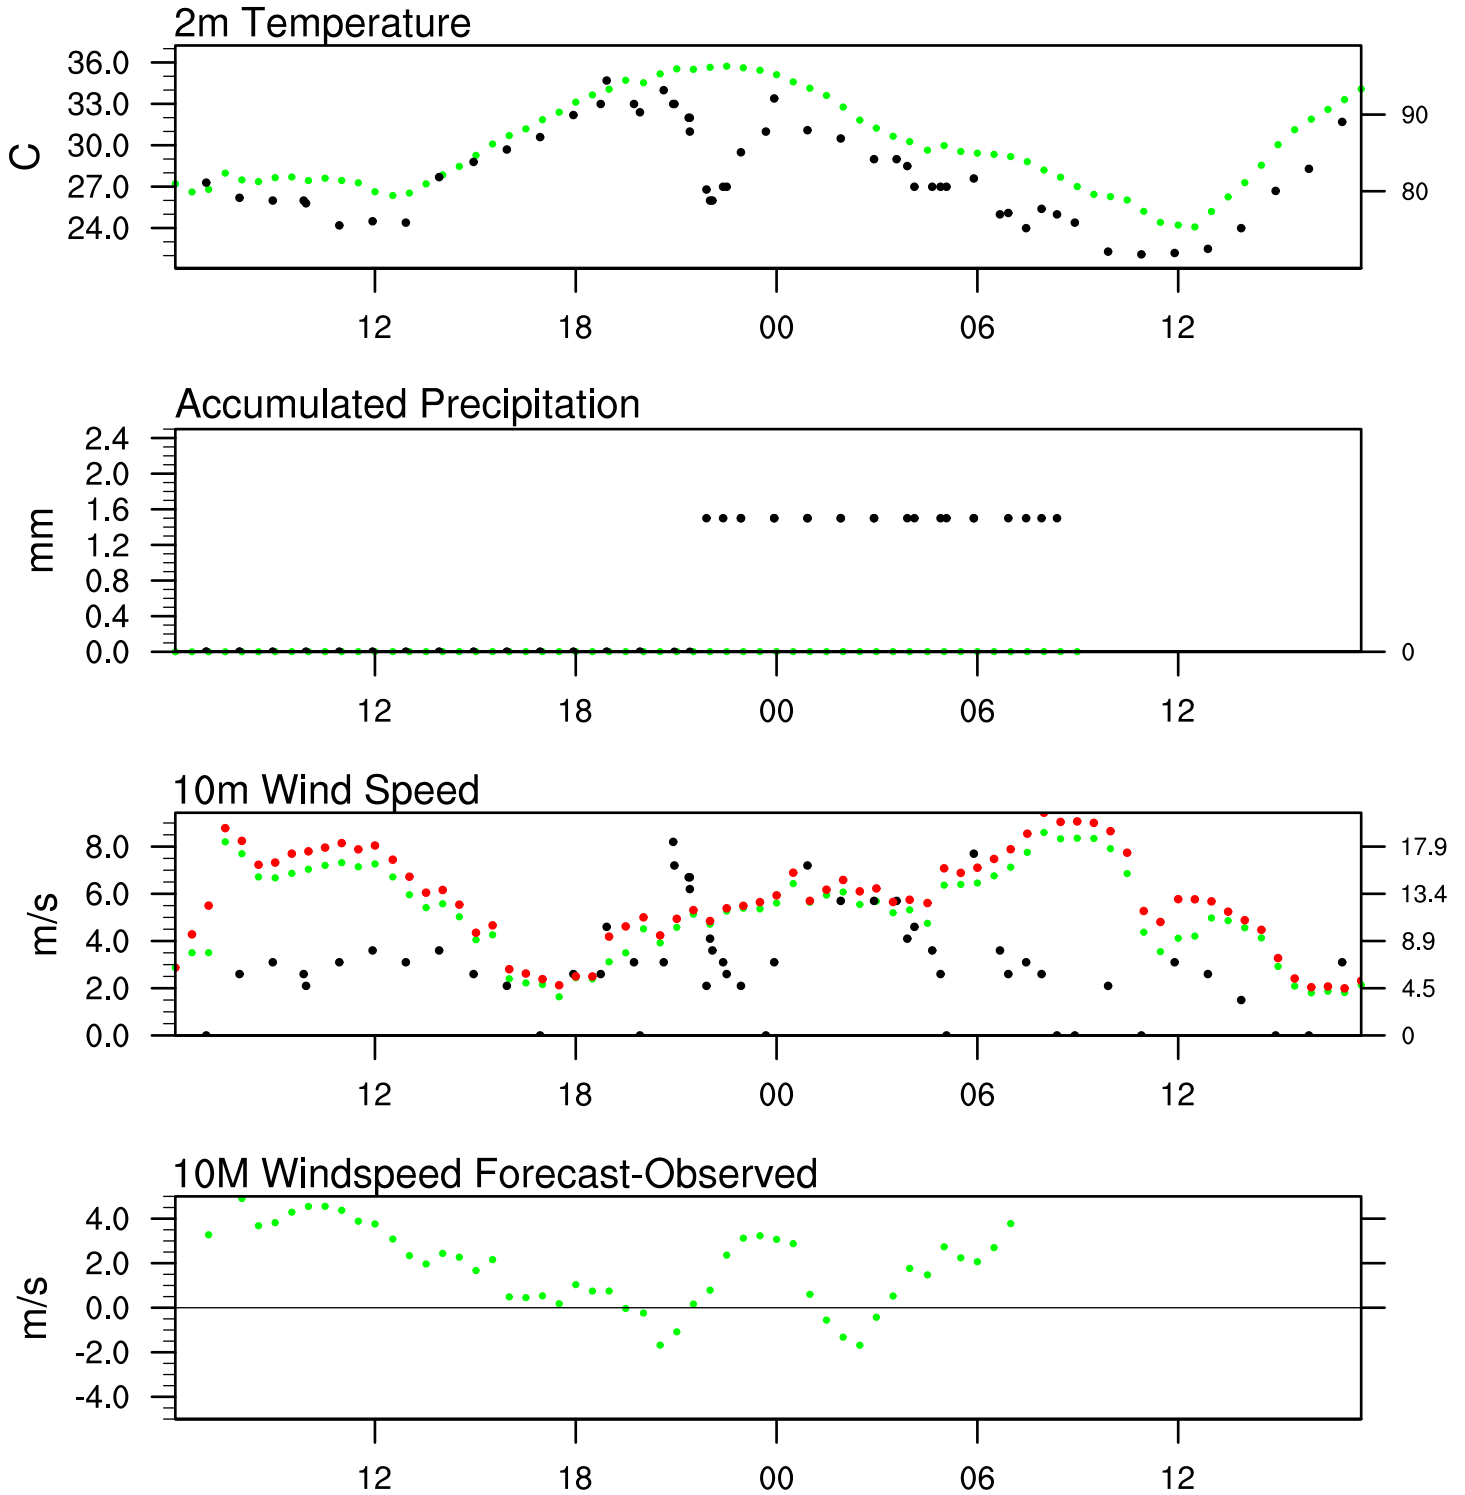 2m Temperature
36.0
33.0
30.0
27.0
24.0
C
90
80
12 18 00 06 12
Accumulated Precipitation
2.4
2.0
1.6
1.2
0.8
0.4
0.0
mm
0
12 18 00 06 12
10m Wind Speed
8.0
6.0
4.0
2.0
0.0
m/s
17.9
13.4
8.9
4.5
0
12 18 00 06 12
10M Windspeed Forecast-Observed
4.0
2.0
0.0
-2.0
-4.0
m/s
12 18 00 06 12